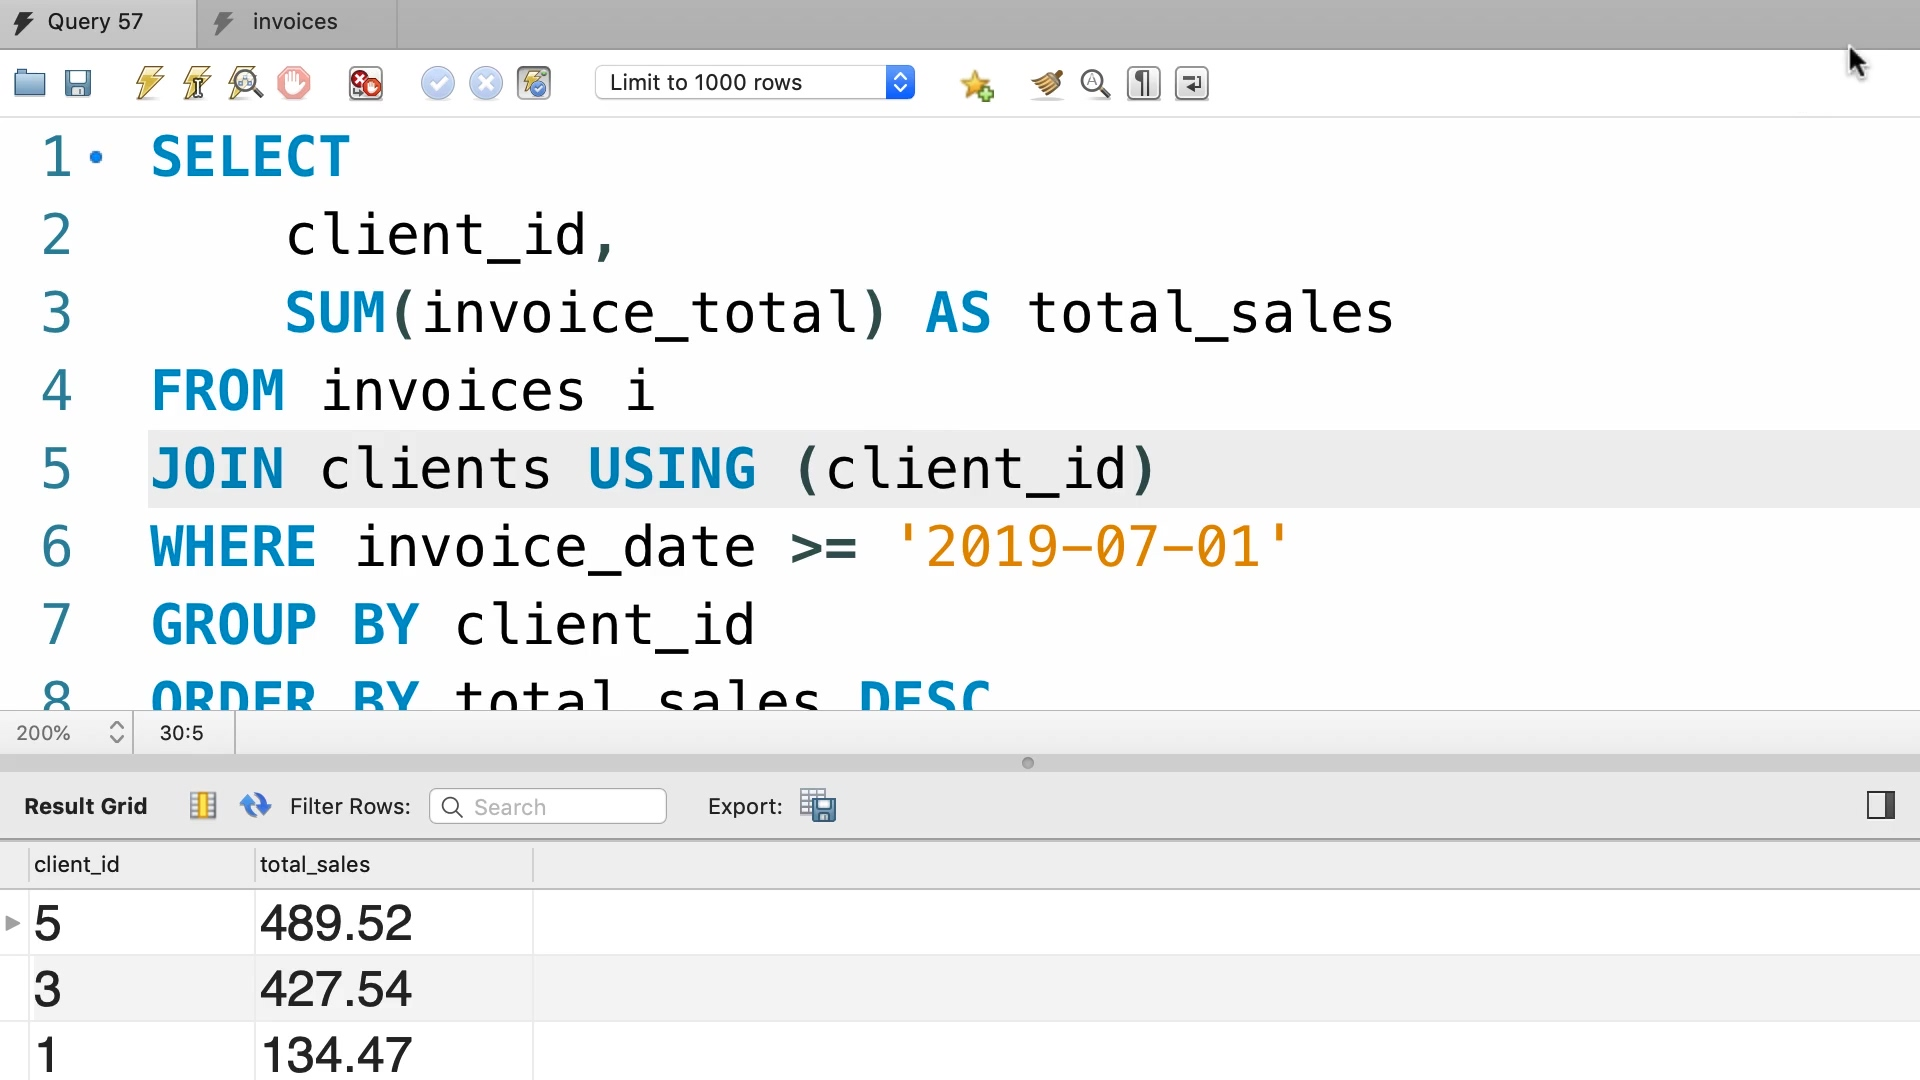 Query 57
invoices
Limit to 1000 rows
1 SELECT
2 client_id,
3 SUM(invoice_total) AS total_sales
4 FROM invoices i
5 JOIN clients USING (client_id)
6 WHERE invoice_date >= '2019-07-01'
7 GROUP BY client_id
8 ORDER BY total_sales DESC
200% 30:5
Result Grid Filter Rows: Search Export:
client_id total_sales
5 489.52
3 427.54
1 134.47